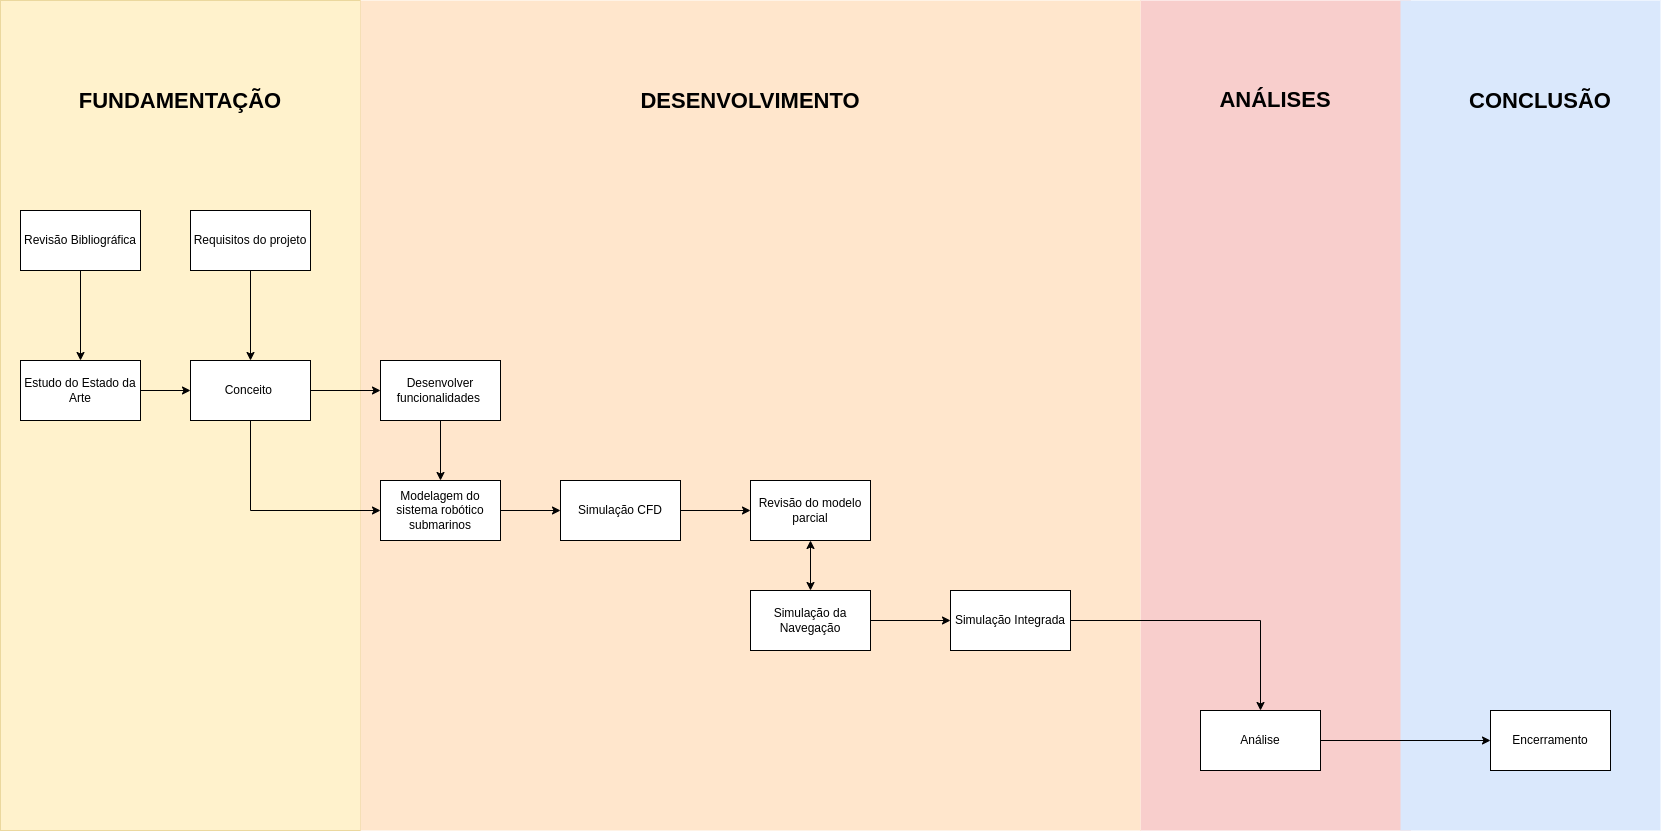 FUNDAMENTAÇÃO
DESENVOLVIMENTO
ANÁLISES
CONCLUSÃO
Revisão Bibliográfica
Requisitos do projeto
Estudo do Estado da
Arte
Conceito
Desenvolver
funcionalidades
Modelagem do
sistema robótico
submarinos
Simulação CFD
Revisão do modelo
parcial
Simulação da
Navegação
Simulação Integrada
Análise
Encerramento